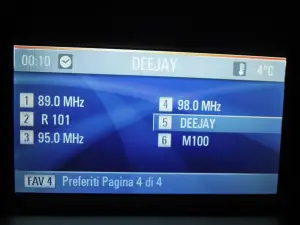 00:10 DEEJAY 4°C
1 89.0 MHz
2 R 101
3 95.0 MHz
4 98.0 MHz
5 DEEJAY
6 M100
FAV 4 Preferiti Pagina 4 di 4